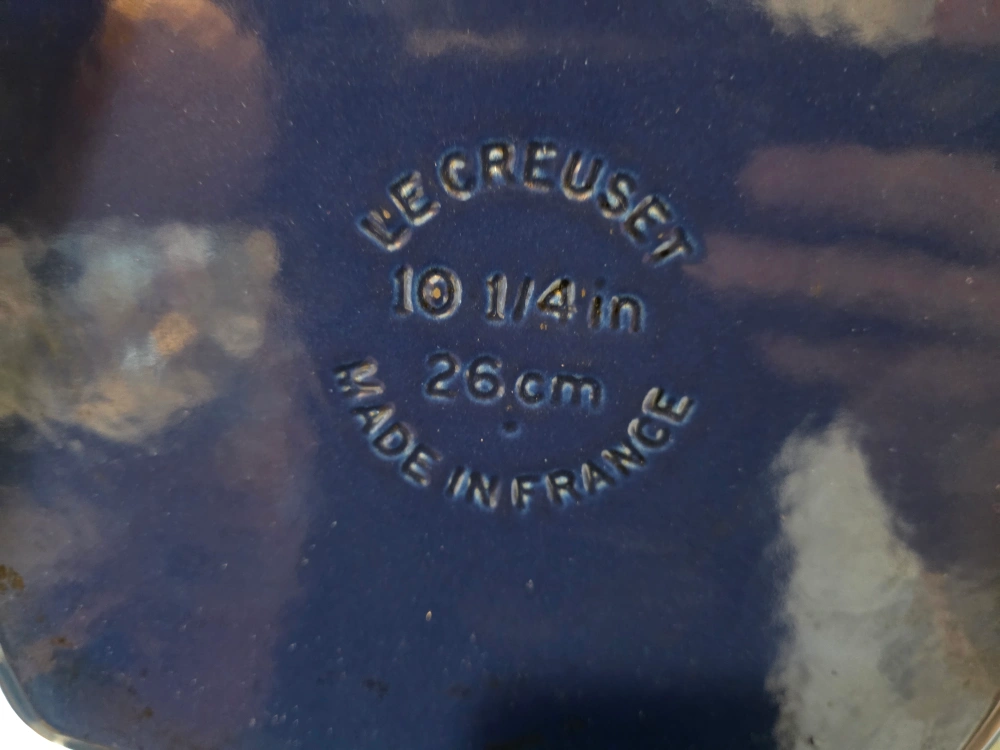 LE CREUSET
10 1/4 in
26 cm
MADE IN FRANCE